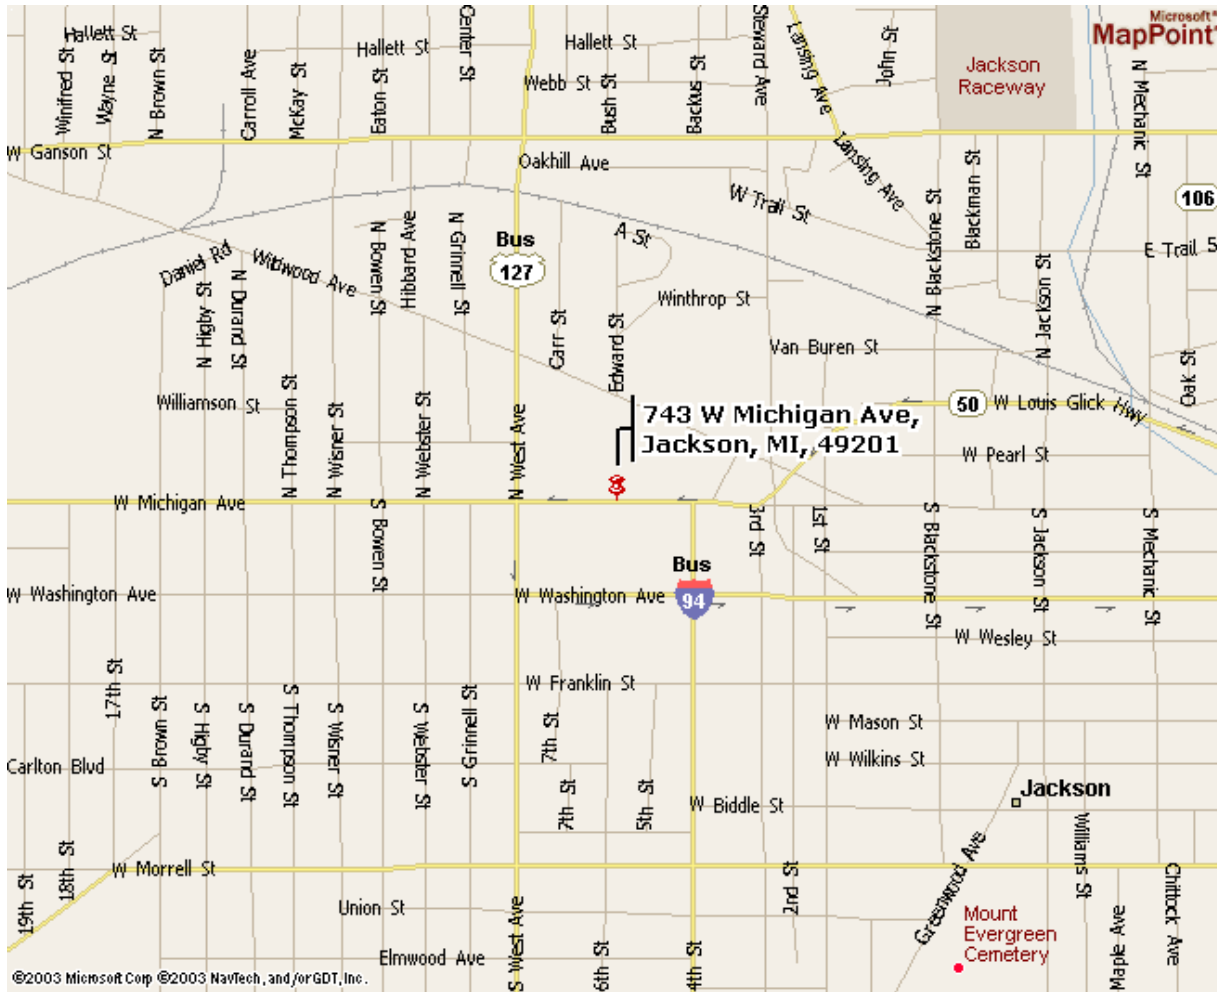 Microsoft®
MapPoint®
Hallett St
Winifred St
Wayne St
N Brown St
Carroll Ave
McKay St
Hallett St
Eaton St
Center St
Hallett St
Webb St
Bush St
Backus St
Steward Ave
Lansing Ave
John St
Jackson
Raceway
N Mechanic St
W Ganson St
Oakhill Ave
Lansing Ave
W Trail St
N Blackstone St
Blackman St
106
E Trail S
Daniel Rd
Wildwood Ave
N Higby St
N Durand St
N Bowen St
Hibbard Ave
N Grinnell St
Bus
127
A St
Winthrop St
Carr St
Edward St
Van Buren St
N Jackson St
Oak St
Williamson St
N Thompson St
N Wisner St
N Webster St
N West Ave
743 W Michigan Ave,
Jackson, MI, 49201
50
W Louis Glick Hwy
W Pearl St
W Michigan Ave
S Bowen St
3rd St
1st St
S Blackstone St
S Jackson St
S Mechanic St
Bus
94
W Washington Ave
W Washington Ave
W Wesley St
17th St
S Brown St
S Higby St
S Durand St
S Thompson St
S Wisner St
S Webster St
S Grinnell St
W Franklin St
7th St
W Mason St
W Wilkins St
Carlton Blvd
7th St
5th St
W Biddle St
Jackson
Williams St
W Morrell St
19th St
18th St
2nd St
Greenwood Ave
Chittock Ave
Union St
Elmwood Ave
S West Ave
6th St
4th St
Mount
Evergreen
Cemetery
Maple Ave
©2003 Microsoft Corp ©2003 NavTech, and/or GDT, Inc.